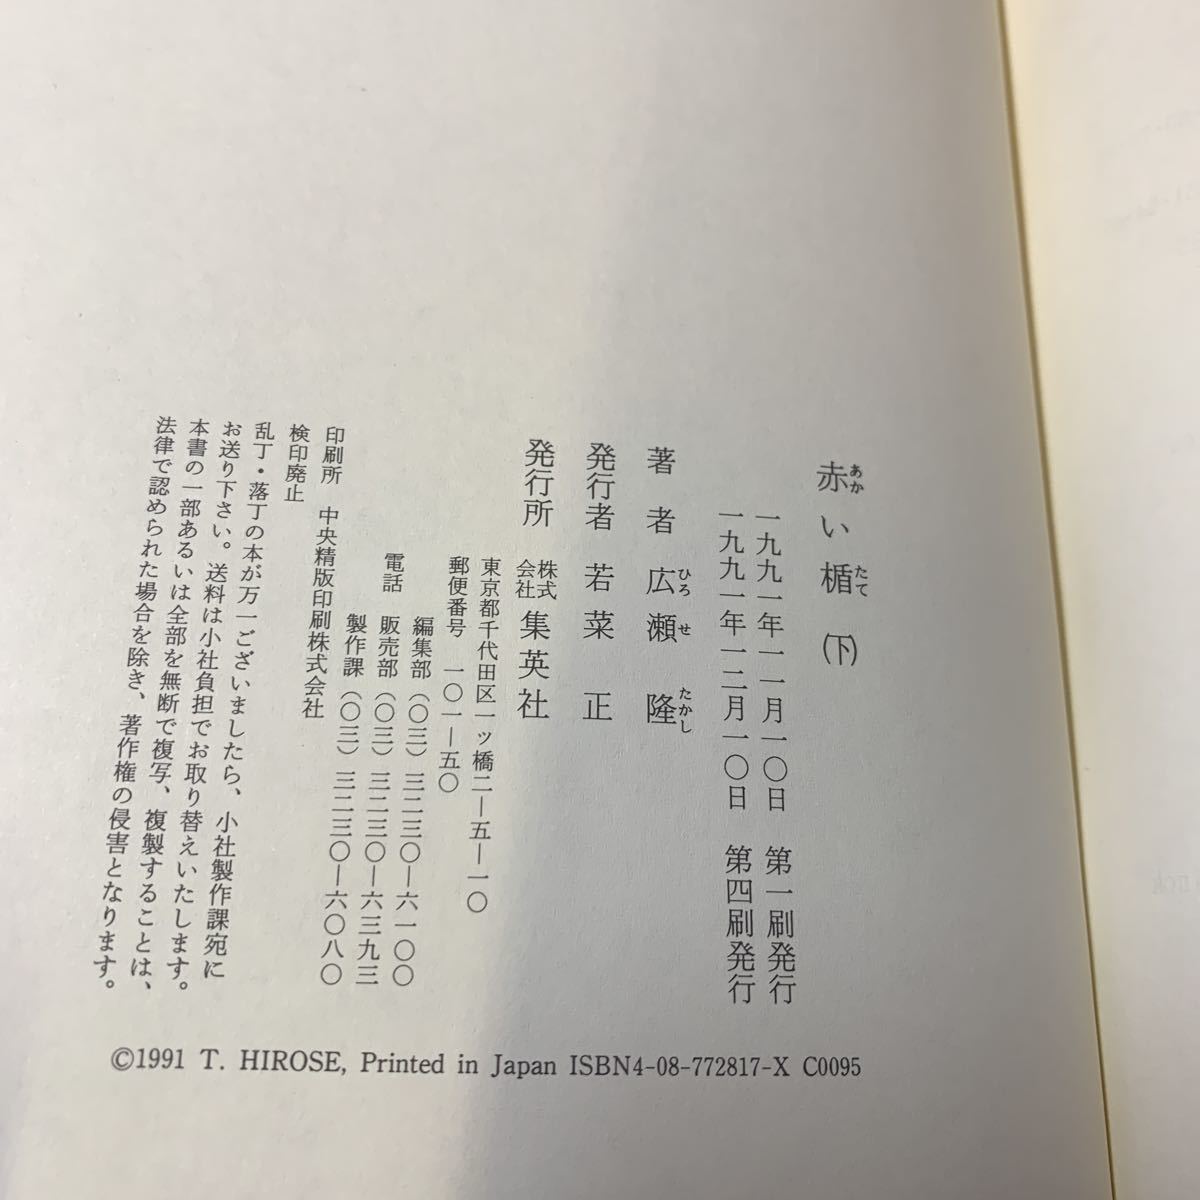 赤い楯（下）
一九九一年一一月一〇日　第一刷発行
一九九一年一二月一〇日　第四刷発行
著者　広瀬隆
発行者　若菜正
発行所　株式会社　集英社
東京都千代田区一ッ橋二―五―一〇
郵便番号　一〇一―五〇
編集部（〇三）三二三〇―六一〇〇
電話　販売部（〇三）三二三〇―六三九三
製作課（〇三）三二三〇―六〇八〇
印刷所　中央精版印刷株式会社
検印廃止
乱丁・落丁の本が万一ございましたら、小社製作課宛に
お送り下さい。送料は小社負担でお取り替えいたします。
本書の一部あるいは全部を無断で複写、複製することは、
法律で認められた場合を除き、著作権の侵害となります。
©1991 T. HIROSE, Printed in Japan ISBN4-08-772817-X C0095